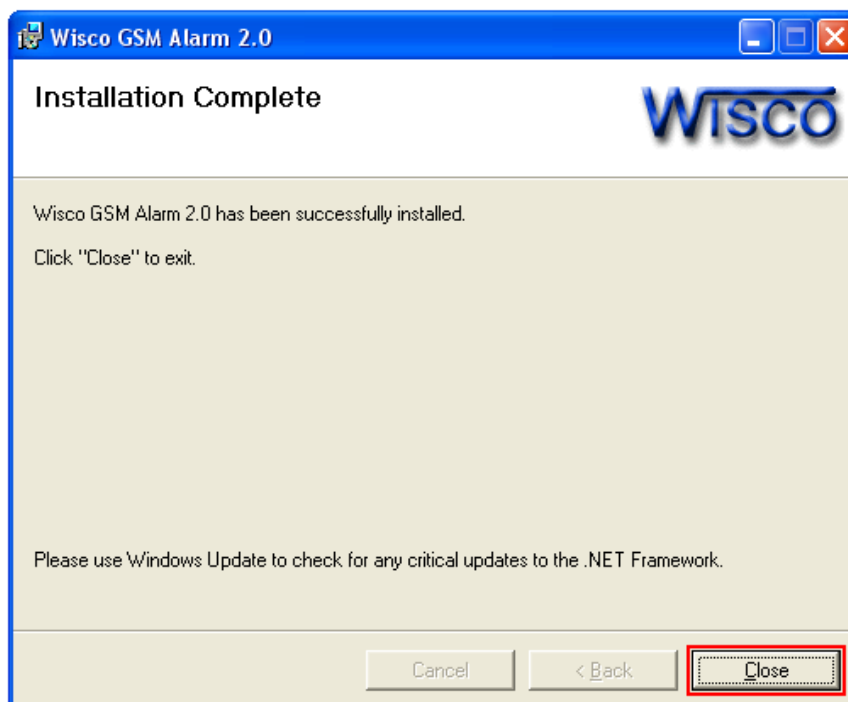 Wisco GSM Alarm 2.0
Installation Complete
WISCO
Wisco GSM Alarm 2.0 has been successfully installed.
Click "Close" to exit.
Please use Windows Update to check for any critical updates to the .NET Framework.
Cancel
< Back
Close